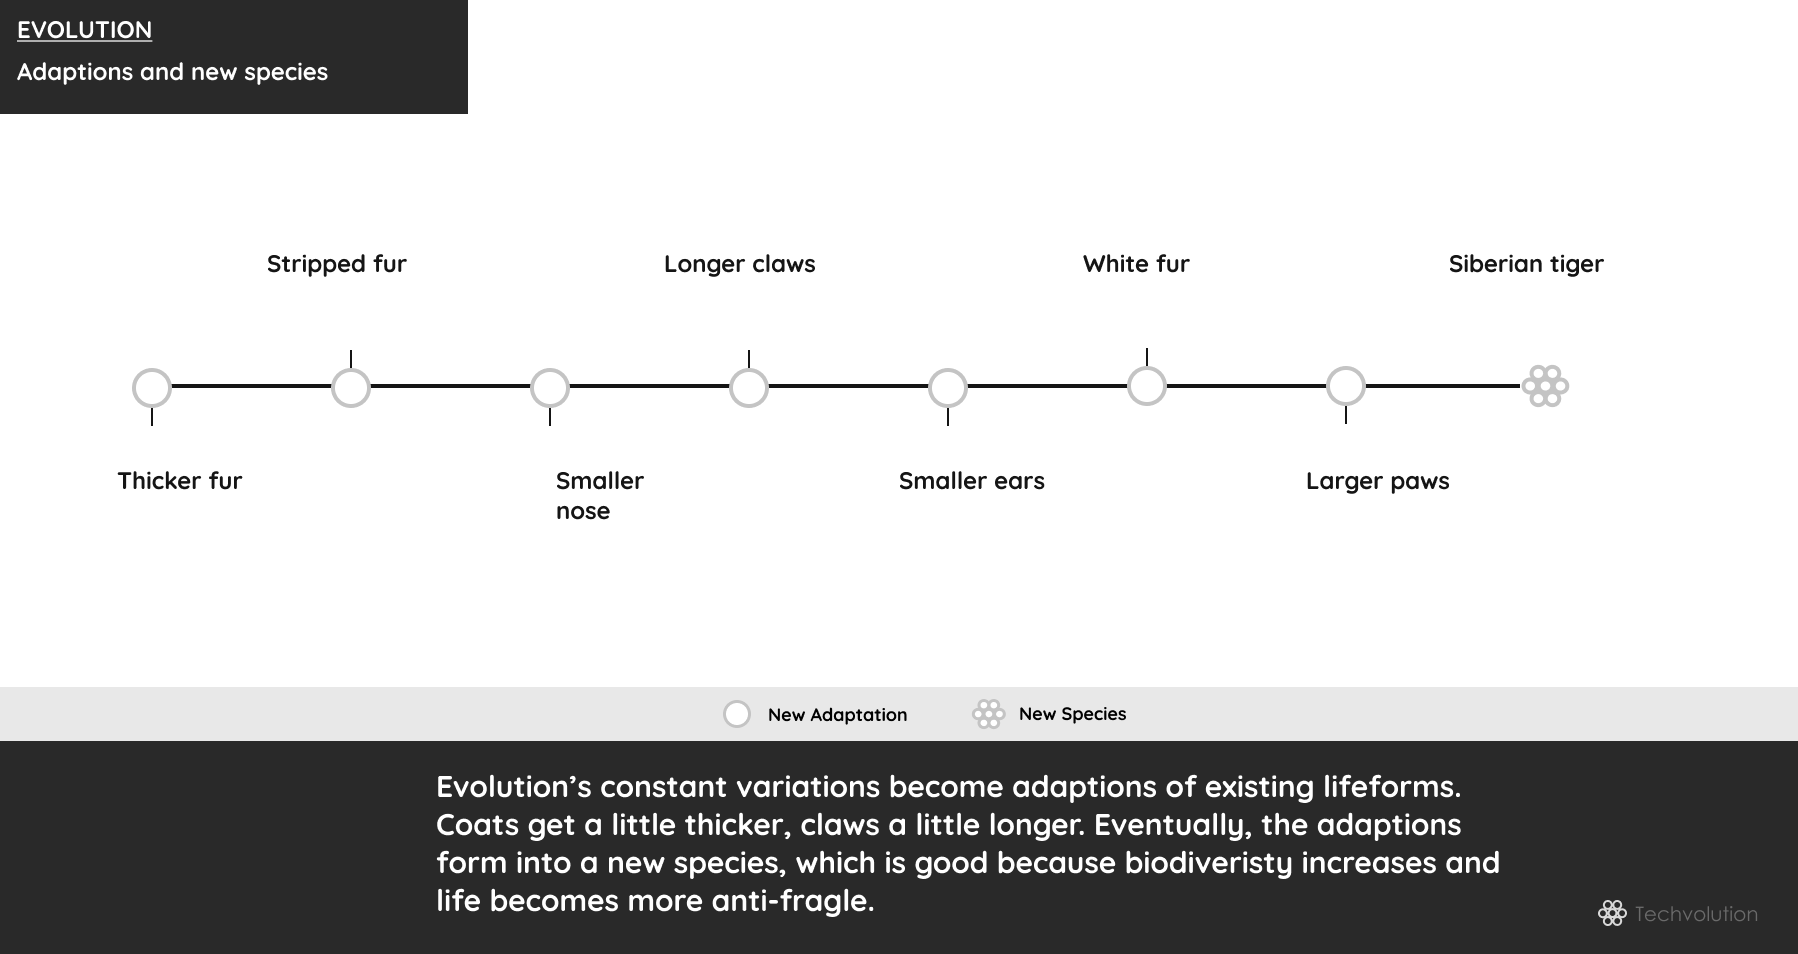 EVOLUTION
Adaptions and new species
Stripped fur
Longer claws
White fur
Siberian tiger
Thicker fur
Smaller
nose
Smaller ears
Larger paws
New Adaptation
New Species
Evolution’s constant variations become adaptions of existing lifeforms.
Coats get a little thicker, claws a little longer. Eventually, the adaptions
form into a new species, which is good because biodiveristy increases and
life becomes more anti-fragle.
Techvolution